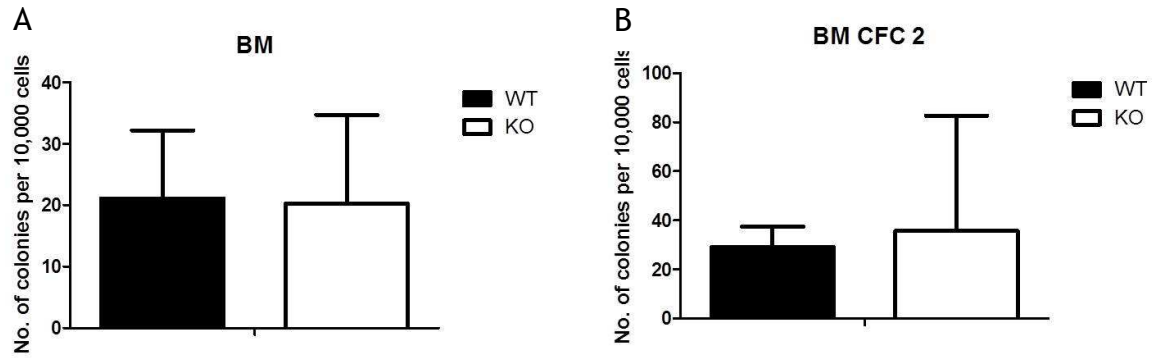 A
BM
No. of colonies per 10,000 cells
40
30
20
10
0
WT
KO
B
BM CFC 2
No. of colonies per 10,000 cells
100
80
60
40
20
0
WT
KO